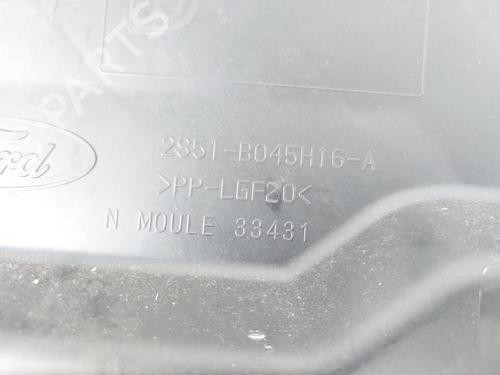 PARTS
Ford
2S51-B045H16-A
>PP-LGF20<
N MOULE 33431